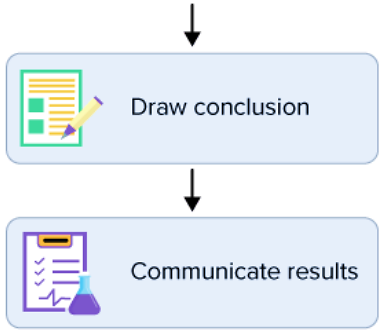 Draw conclusion
Communicate results